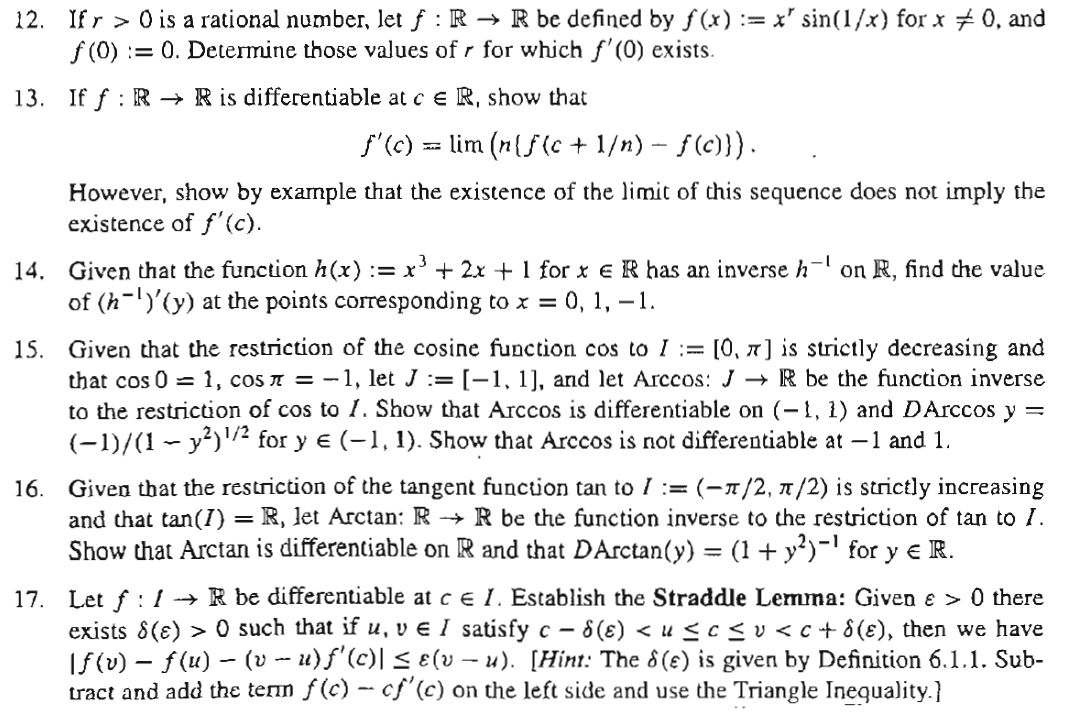 12. If r > 0 is a rational number, let f : ℝ → ℝ be defined by f(x) := xʳ sin(1/x) for x ≠ 0, and
f(0) := 0. Determine those values of r for which f′(0) exists.
13. If f : ℝ → ℝ is differentiable at c ∈ ℝ, show that
f′(c) = lim (n{f(c + 1/n) − f(c)}).
However, show by example that the existence of the limit of this sequence does not imply the
existence of f′(c).
14. Given that the function h(x) := x³ + 2x + 1 for x ∈ ℝ has an inverse h⁻¹ on ℝ, find the value
of (h⁻¹)′(y) at the points corresponding to x = 0, 1, −1.
15. Given that the restriction of the cosine function cos to I := [0, π] is strictly decreasing and
that cos 0 = 1, cos π = −1, let J := [−1, 1], and let Arccos: J → ℝ be the function inverse
to the restriction of cos to I. Show that Arccos is differentiable on (−1, 1) and D Arccos y =
(−1)/(1 − y²)¹/² for y ∈ (−1, 1). Show that Arccos is not differentiable at −1 and 1.
16. Given that the restriction of the tangent function tan to I := (−π/2, π/2) is strictly increasing
and that tan(I) = ℝ, let Arctan: ℝ → ℝ be the function inverse to the restriction of tan to I.
Show that Arctan is differentiable on ℝ and that D Arctan(y) = (1 + y²)⁻¹ for y ∈ ℝ.
17. Let f : I → ℝ be differentiable at c ∈ I. Establish the Straddle Lemma: Given ε > 0 there
exists δ(ε) > 0 such that if u, v ∈ I satisfy c − δ(ε) < u ≤ c ≤ v < c + δ(ε), then we have
|f(v) − f(u) − (v − u)f′(c)| ≤ ε(v − u). [Hint: The δ(ε) is given by Definition 6.1.1. Sub-
tract and add the term f(c) − cf′(c) on the left side and use the Triangle Inequality.]